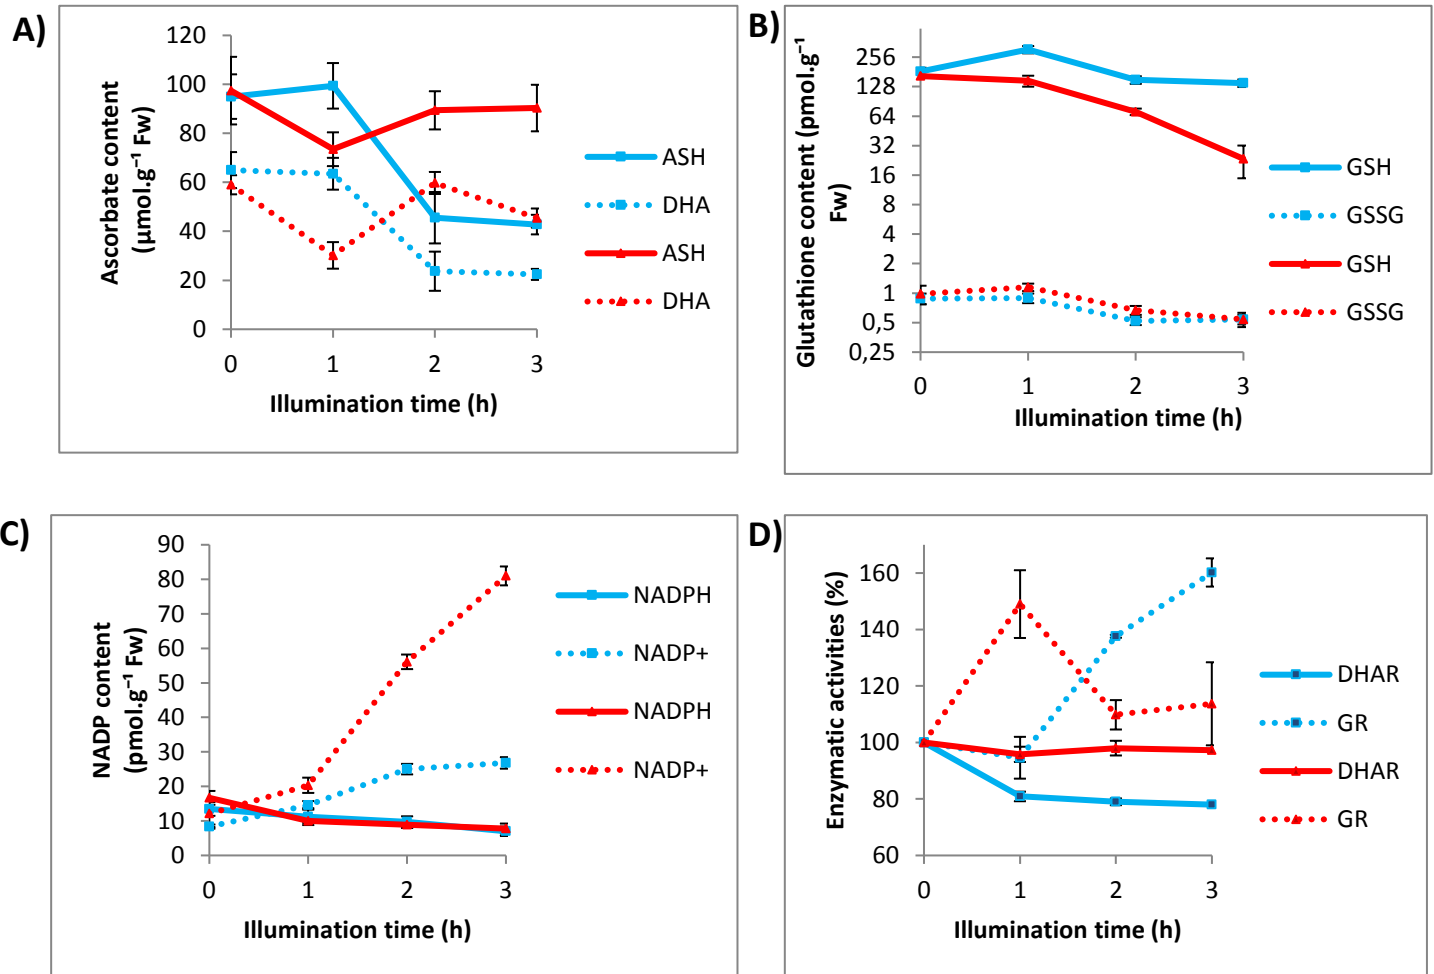 A)
120
100
80
60
40
20
0
Ascorbate content
(µmol.g⁻¹ Fw)
0 1 2 3
Illumination time (h)
ASH
DHA
ASH
DHA
B)
256
128
64
32
16
8
4
2
1
0,5
0,25
Glutathione content (pmol.g⁻¹
Fw)
0 1 2 3
Illumination time (h)
GSH
GSSG
GSH
GSSG
C)
90
80
70
60
50
40
30
20
10
0
NADP content
(pmol.g⁻¹ Fw)
0 1 2 3
Illumination time (h)
NADPH
NADP+
NADPH
NADP+
D)
160
140
120
100
80
60
Enzymatic activities (%)
0 1 2 3
Illumination time (h)
DHAR
GR
DHAR
GR